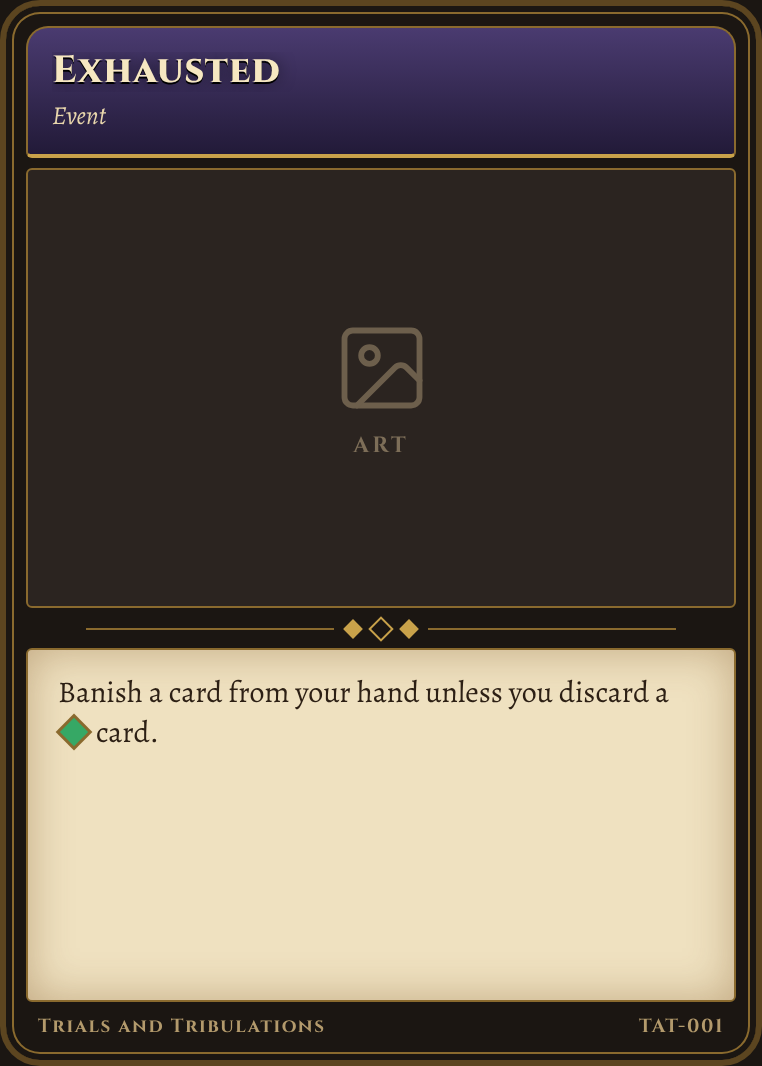 Exhausted
Event
ART
Banish a card from your hand unless you discard a
card.
Trials and Tribulations
TAT-001